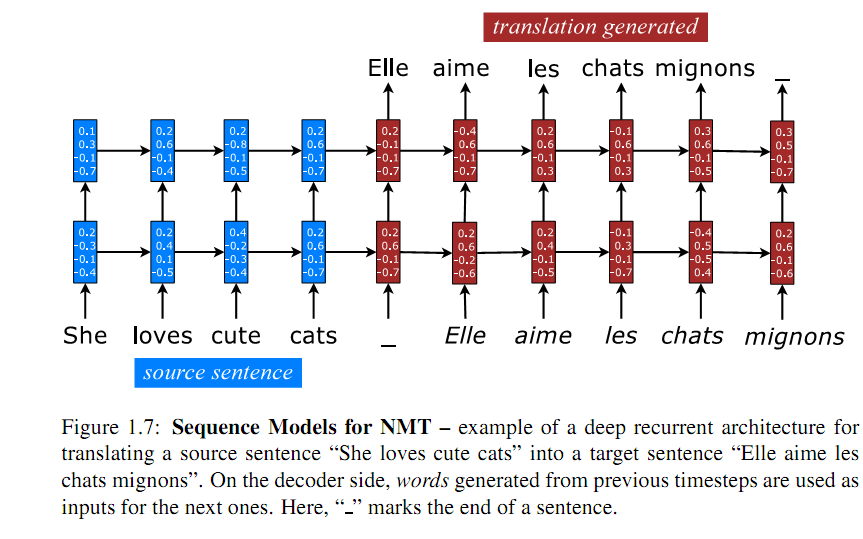 translation generated
Elle aime les chats mignons _
0.1 0.2 0.2 0.2 0.2 -0.4 0.2 -0.1 0.3 0.3
0.3 0.6 -0.8 0.6 -0.1 0.6 0.6 0.6 0.6 0.5
-0.1 -0.1 -0.1 -0.1 -0.1 -0.1 -0.1 -0.1 -0.1 -0.1
-0.7 -0.4 -0.5 -0.7 -0.7 -0.7 0.3 0.3 -0.5 -0.7
0.2 0.2 0.4 0.2 0.2 0.2 0.2 -0.1 -0.4 0.2
-0.3 0.4 -0.2 0.6 0.6 0.6 0.4 0.3 0.5 0.6
-0.1 0.1 -0.3 -0.1 -0.1 -0.2 -0.1 -0.1 -0.5 -0.1
-0.4 -0.5 -0.4 -0.7 -0.7 -0.6 -0.5 -0.7 0.4 -0.6
She loves cute cats _ Elle aime les chats mignons
source sentence
Figure 1.7: Sequence Models for NMT – example of a deep recurrent architecture for
translating a source sentence “She loves cute cats” into a target sentence “Elle aime les
chats mignons”. On the decoder side, words generated from previous timesteps are used as
inputs for the next ones. Here, “_” marks the end of a sentence.